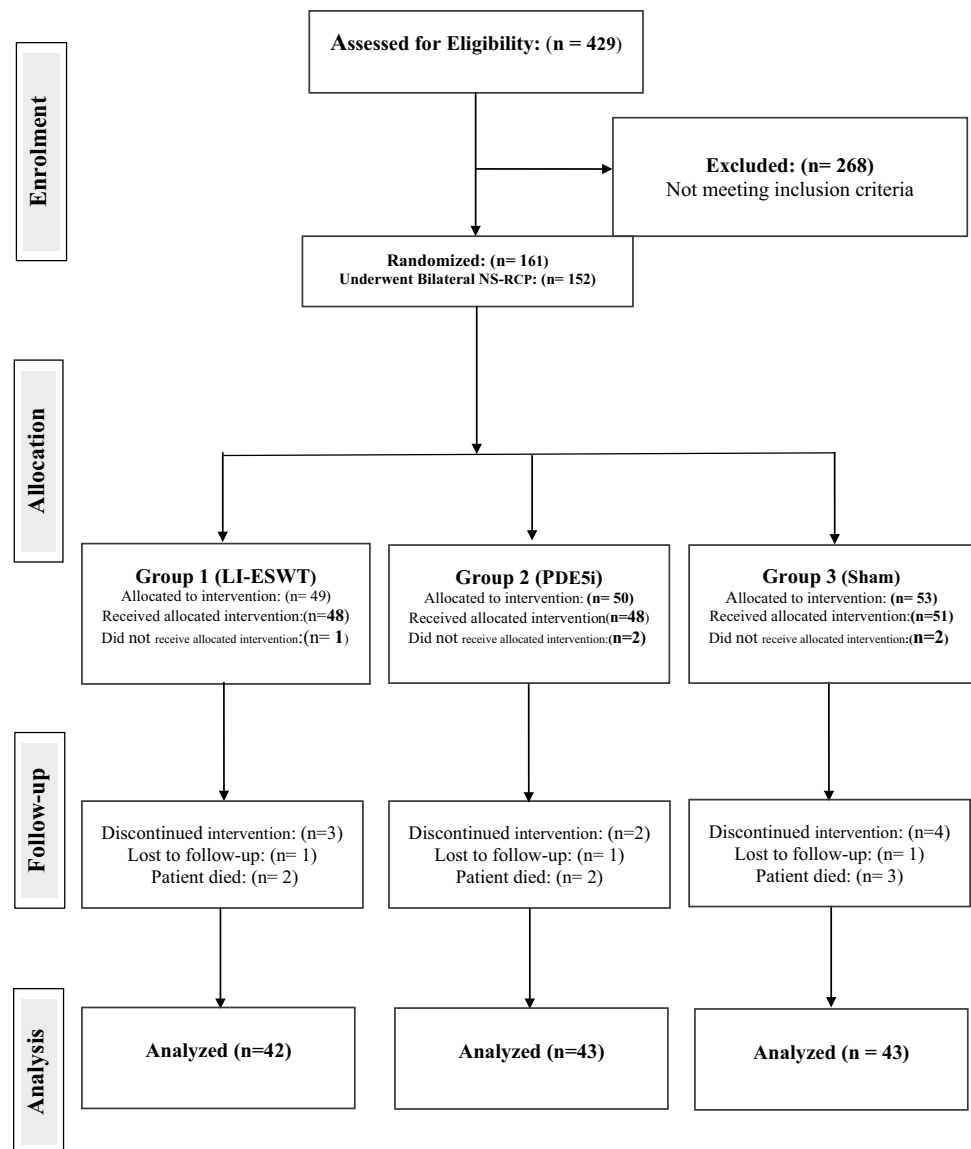 Enrolment
Assessed for Eligibility: (n = 429)
Excluded: (n= 268)
Not meeting inclusion criteria
Randomized: (n= 161)
Underwent Bilateral NS-RCP: (n= 152)
Allocation
Group 1 (LI-ESWT)
Allocated to intervention: (n= 49)
Received allocated intervention:(n=48)
Did not receive allocated intervention:(n= 1)
Group 2 (PDE5i)
Allocated to intervention: (n= 50)
Received allocated intervention(n=48)
Did not receive allocated intervention:(n=2)
Group 3 (Sham)
Allocated to intervention: (n= 53)
Received allocated intervention:(n=51)
Did not receive allocated intervention:(n=2)
Follow-up
Discontinued intervention: (n=3)
Lost to follow-up: (n= 1)
Patient died: (n= 2)
Discontinued intervention: (n=2)
Lost to follow-up: (n= 1)
Patient died: (n= 2)
Discontinued intervention: (n=4)
Lost to follow-up: (n= 1)
Patient died: (n= 3)
Analysis
Analyzed (n=42)
Analyzed (n=43)
Analyzed (n = 43)